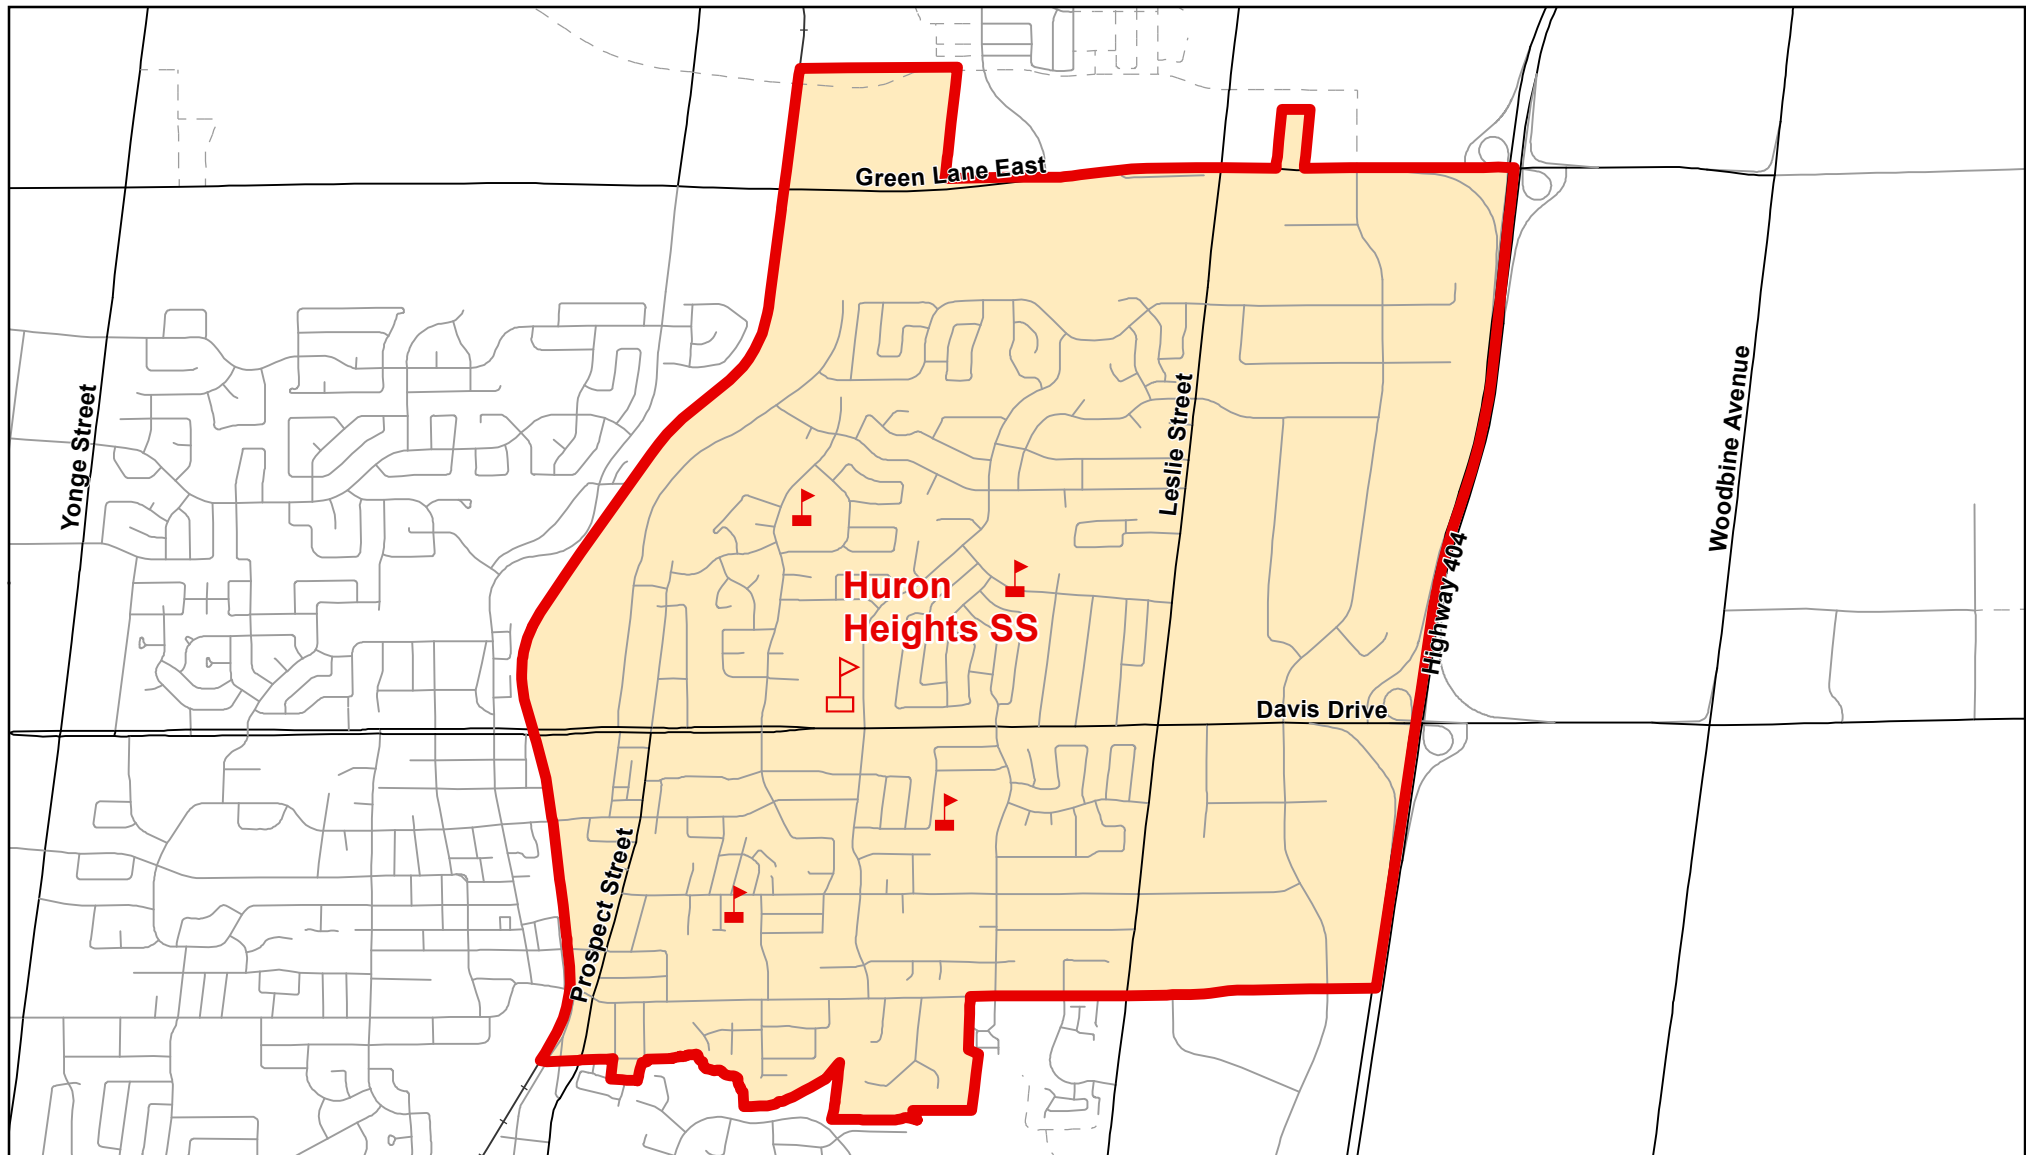 Green Lane East
Yonge Street
Leslie Street
Woodbine Avenue
Highway 404
Huron
Heights SS
Davis Drive
Prospect Street